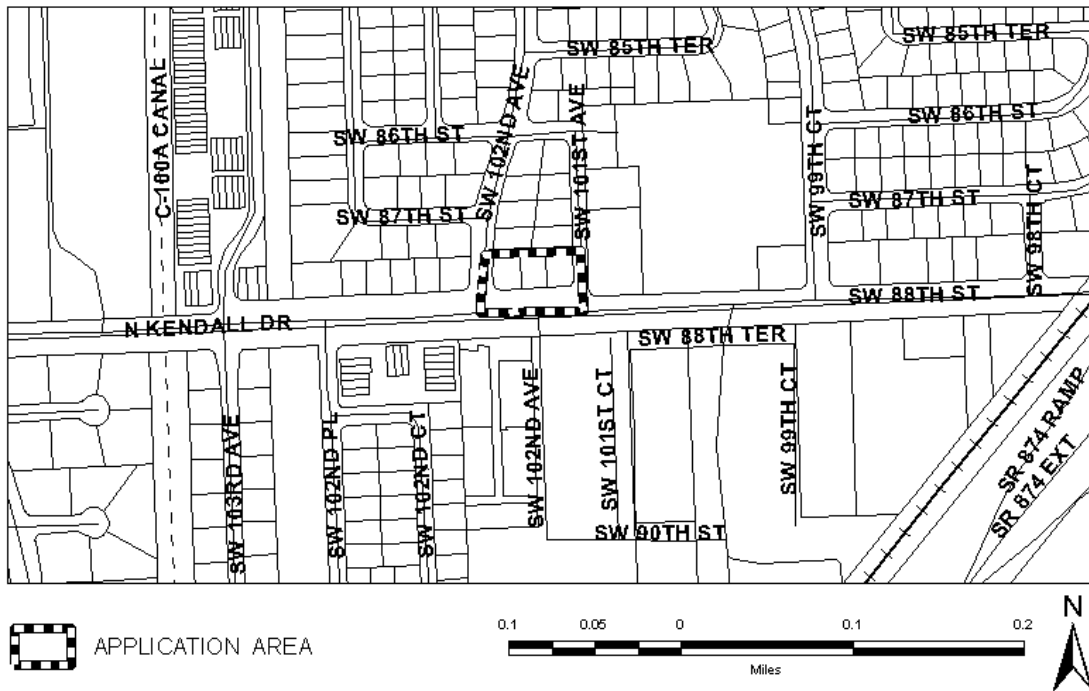 SW 85TH TER
SW 85TH TER
C-100A CANAL
SW 102ND AVE
SW 101ST AVE
SW 86TH ST
SW 86TH ST
SW 99TH CT
SW 87TH ST
SW 87TH ST
SW 98TH CT
SW 88TH ST
N KENDALL DR
SW 88TH TER
SW 103RD AVE
SW 102ND PL
SW 102ND CT
SW 102ND AVE
SW 101ST CT
SW 99TH CT
SR 874 RAMP
SR 874 EXT
SW 90TH ST
APPLICATION AREA
0.1 0.05 0 0.1 0.2
Miles
N